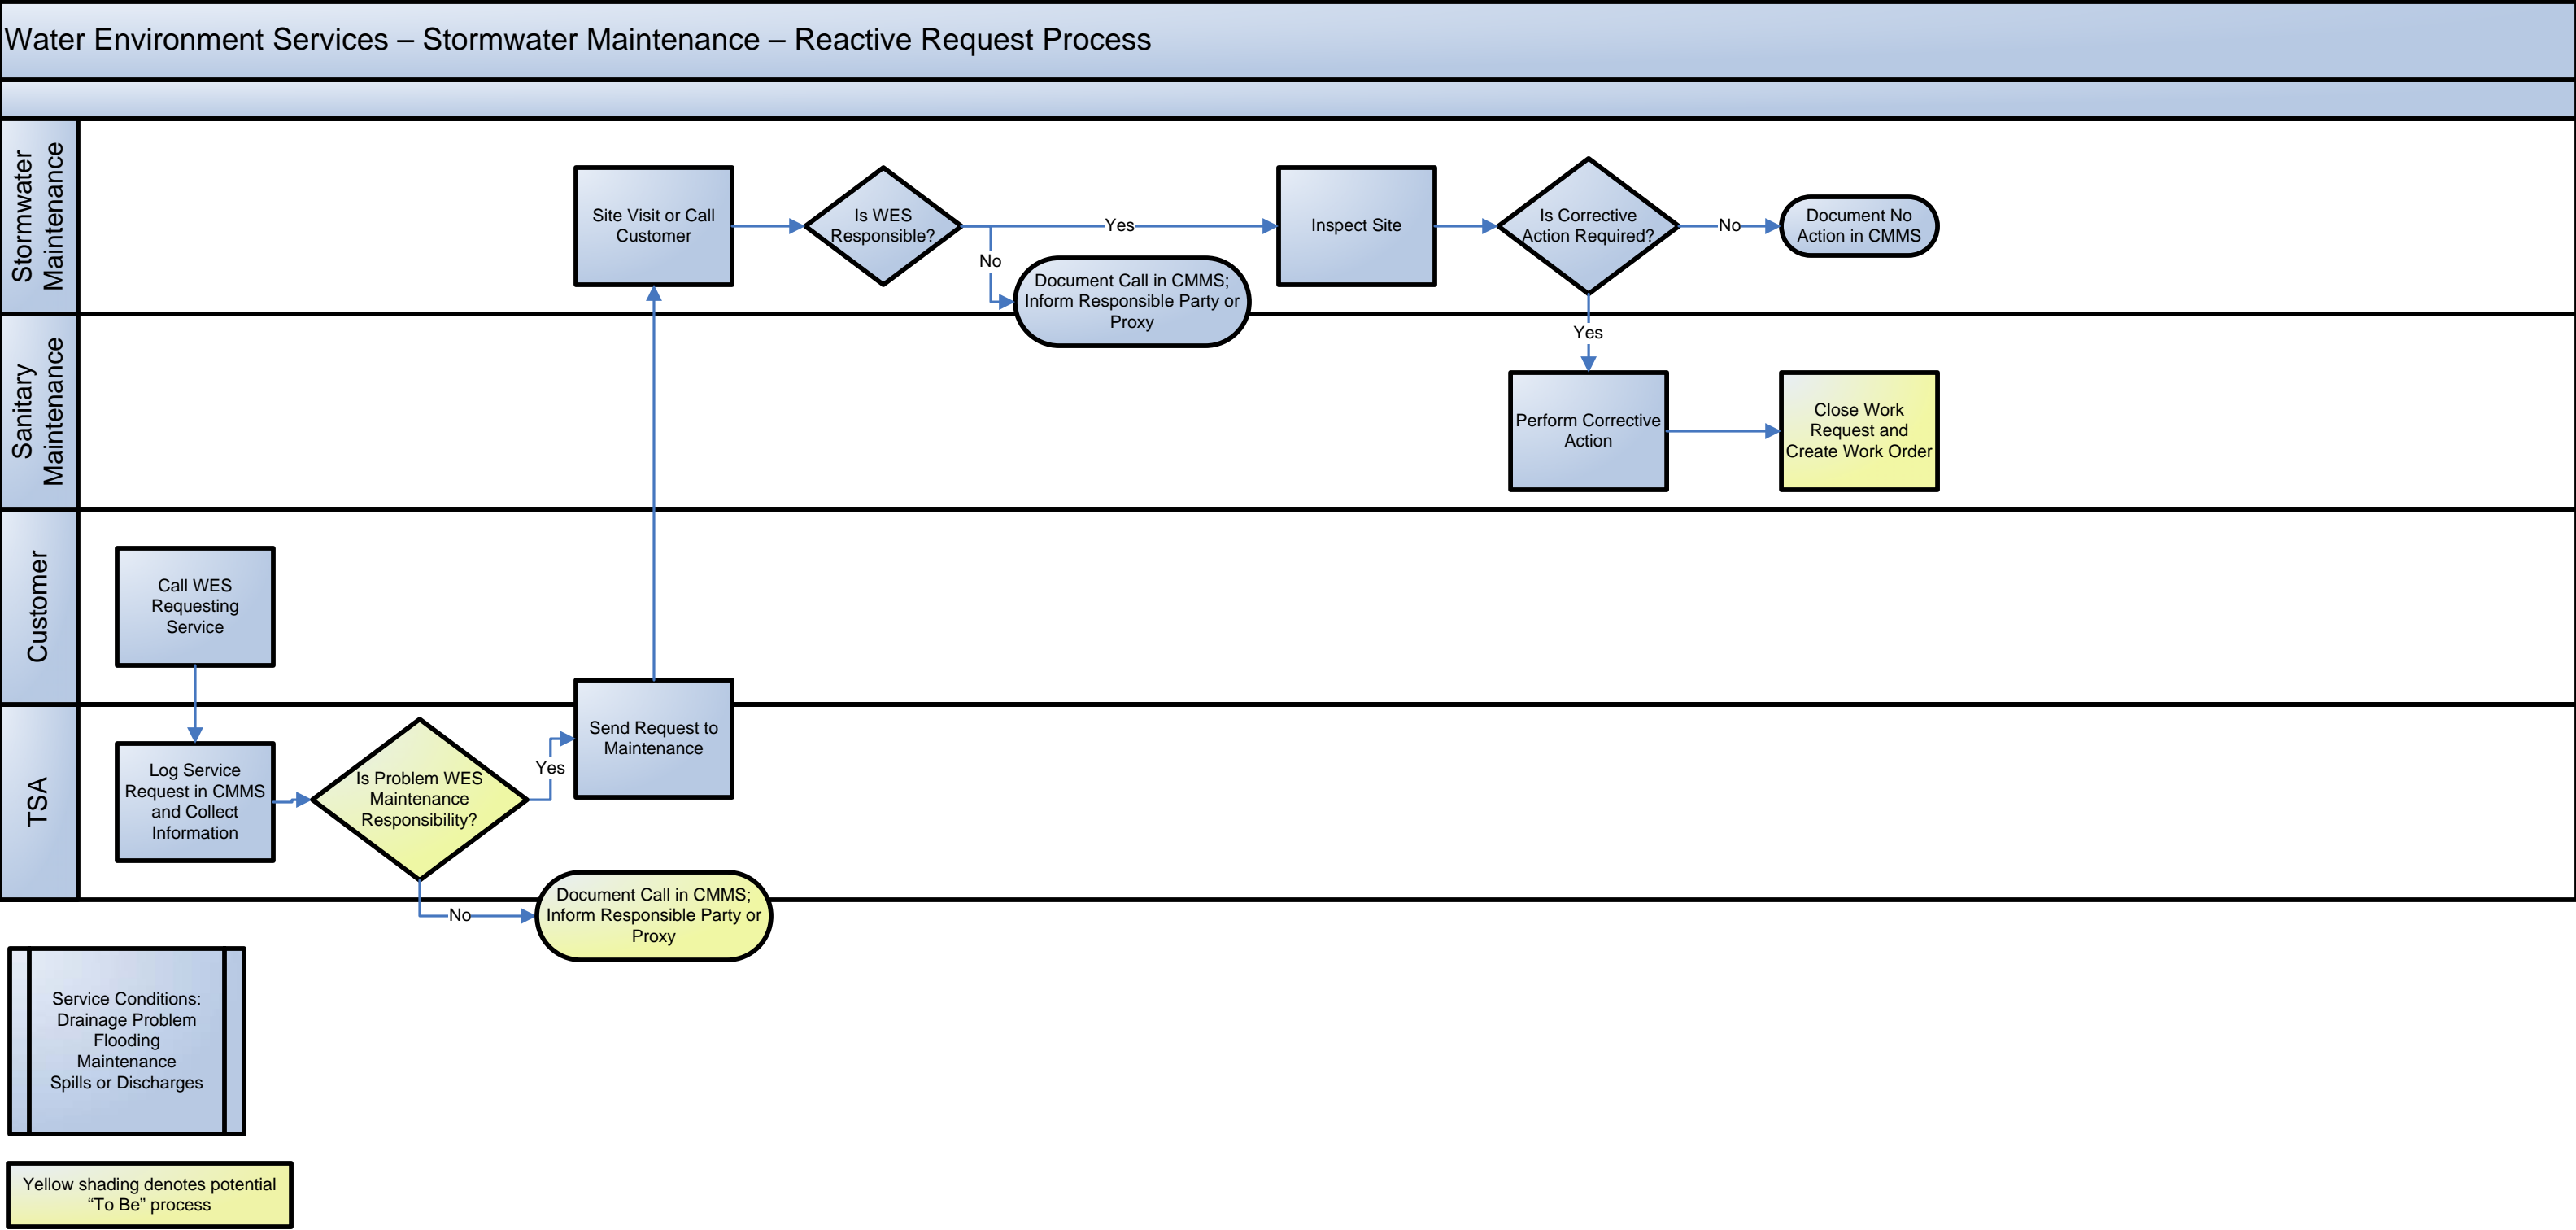 Water Environment Services – Stormwater Maintenance – Reactive Request Process
Stormwater
Maintenance
Site Visit or Call
Customer
Is WES
Responsible?
Yes
No
Document Call in CMMS;
Inform Responsible Party or
Proxy
Inspect Site
Is Corrective
Action Required?
No
Document No
Action in CMMS
Yes
Sanitary
Maintenance
Perform Corrective
Action
Close Work
Request and
Create Work Order
Customer
Call WES
Requesting
Service
TSA
Log Service
Request in CMMS
and Collect
Information
Is Problem WES
Maintenance
Responsibility?
Yes
Send Request to
Maintenance
No
Document Call in CMMS;
Inform Responsible Party or
Proxy
Service Conditions:
Drainage Problem
Flooding
Maintenance
Spills or Discharges
Yellow shading denotes potential
“To Be” process